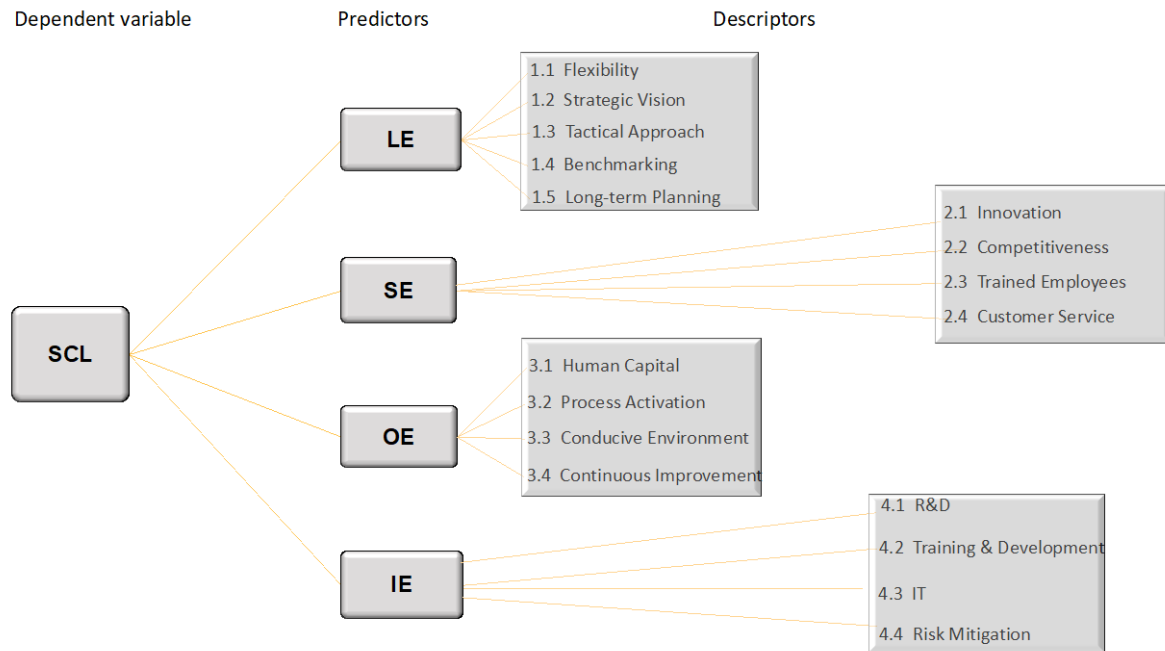 Dependent variable
Predictors
Descriptors
SCL
LE
1.1 Flexibility
1.2 Strategic Vision
1.3 Tactical Approach
1.4 Benchmarking
1.5 Long-term Planning
SE
2.1 Innovation
2.2 Competitiveness
2.3 Trained Employees
2.4 Customer Service
OE
3.1 Human Capital
3.2 Process Activation
3.3 Conducive Environment
3.4 Continuous Improvement
IE
4.1 R&D
4.2 Training & Development
4.3 IT
4.4 Risk Mitigation